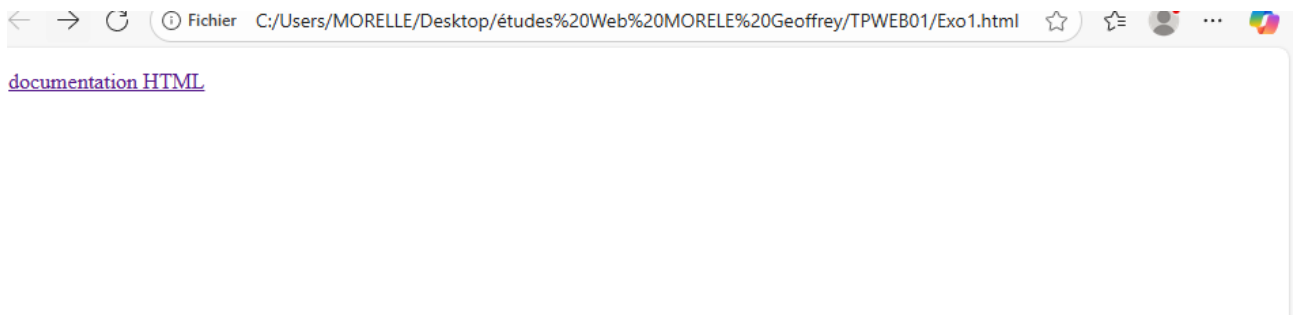 Fichier C:/Users/MORELLE/Desktop/études%20Web%20MORELE%20Geoffrey/TPWEB01/Exo1.html
documentation HTML